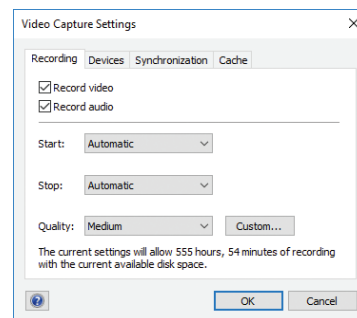 Video Capture Settings
Recording Devices Synchronization Cache
Record video
Record audio
Start: Automatic
Stop: Automatic
Quality: Medium Custom...
The current settings will allow 555 hours, 54 minutes of recording
with the current available disk space.
? OK Cancel